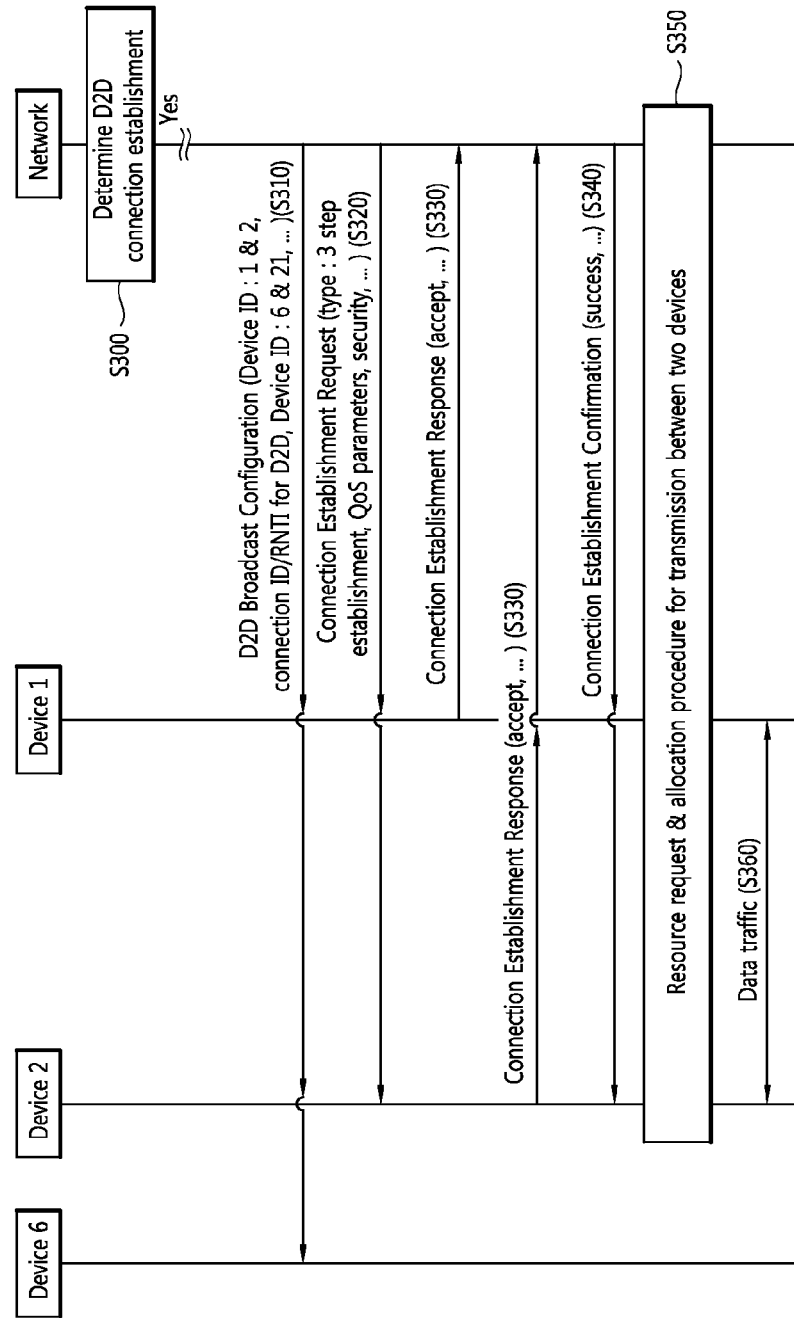 Device 6
Device 2
Device 1
Network
Determine D2D
connection establishment
S300
Yes
D2D Broadcast Configuration (Device ID : 1 & 2,
connection ID/RNTI for D2D, Device ID : 6 & 21, ... )(S310)
Connection Establishment Request (type : 3 step
establishment, QoS parameters, security, ... ) (S320)
Connection Establishment Response (accept, ... ) (S330)
Connection Establishment Response (accept, ... ) (S330)
Connection Establishment Confirmation (success, ...) (S340)
Resource request & allocation procedure for transmission between two devices
S350
Data traffic (S360)